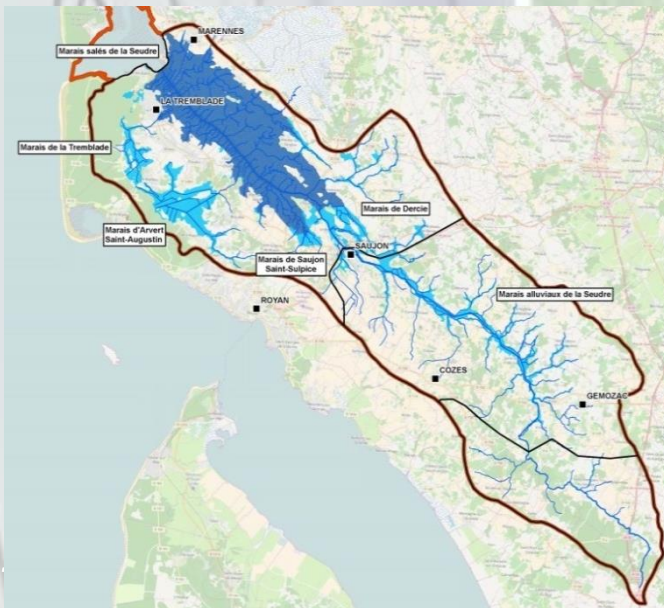 MARENNES
Marais salés de la Seudre
LA TREMBLADE
Marais de la Tremblade
Marais de Dercie
Marais d'Arvert
Saint-Augustin
SAUJON
Marais de Saujon
Saint-Sulpice
Marais alluviaux de la Seudre
ROYAN
COZES
GEMOZAC